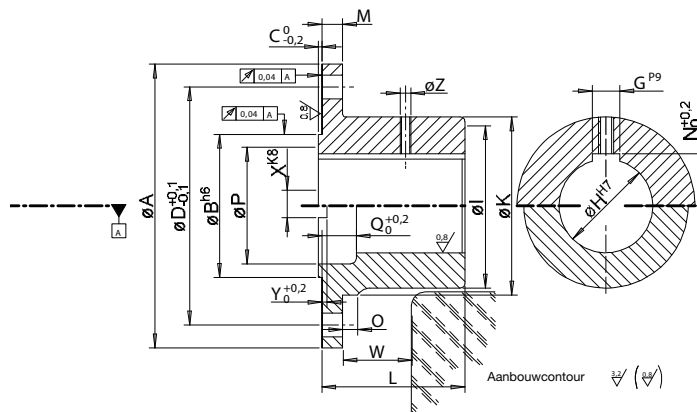 M
C 0 -0,2
0,04 A
øZ
G P9
0,04 A
0,8
N +0,2 0
X K8
øA
øD +0,1 -0,1
øB h6
øP
Q +0,2 0
øI
øK
øH H7
A
0,8
Y +0,2 0
O
W
L
Aanbouwcontour 3,2 ( 0,8 )